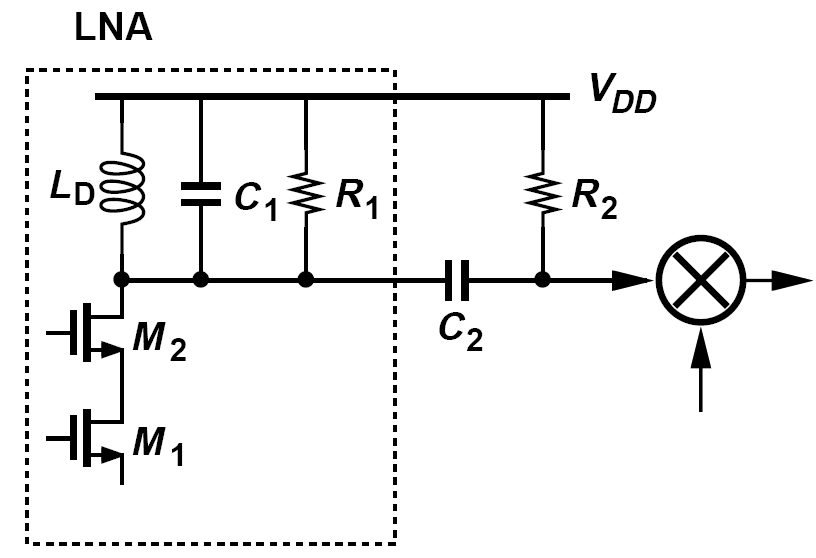 LNA
V_DD
L_D
C_1
R_1
R_2
C_2
M_2
M_1